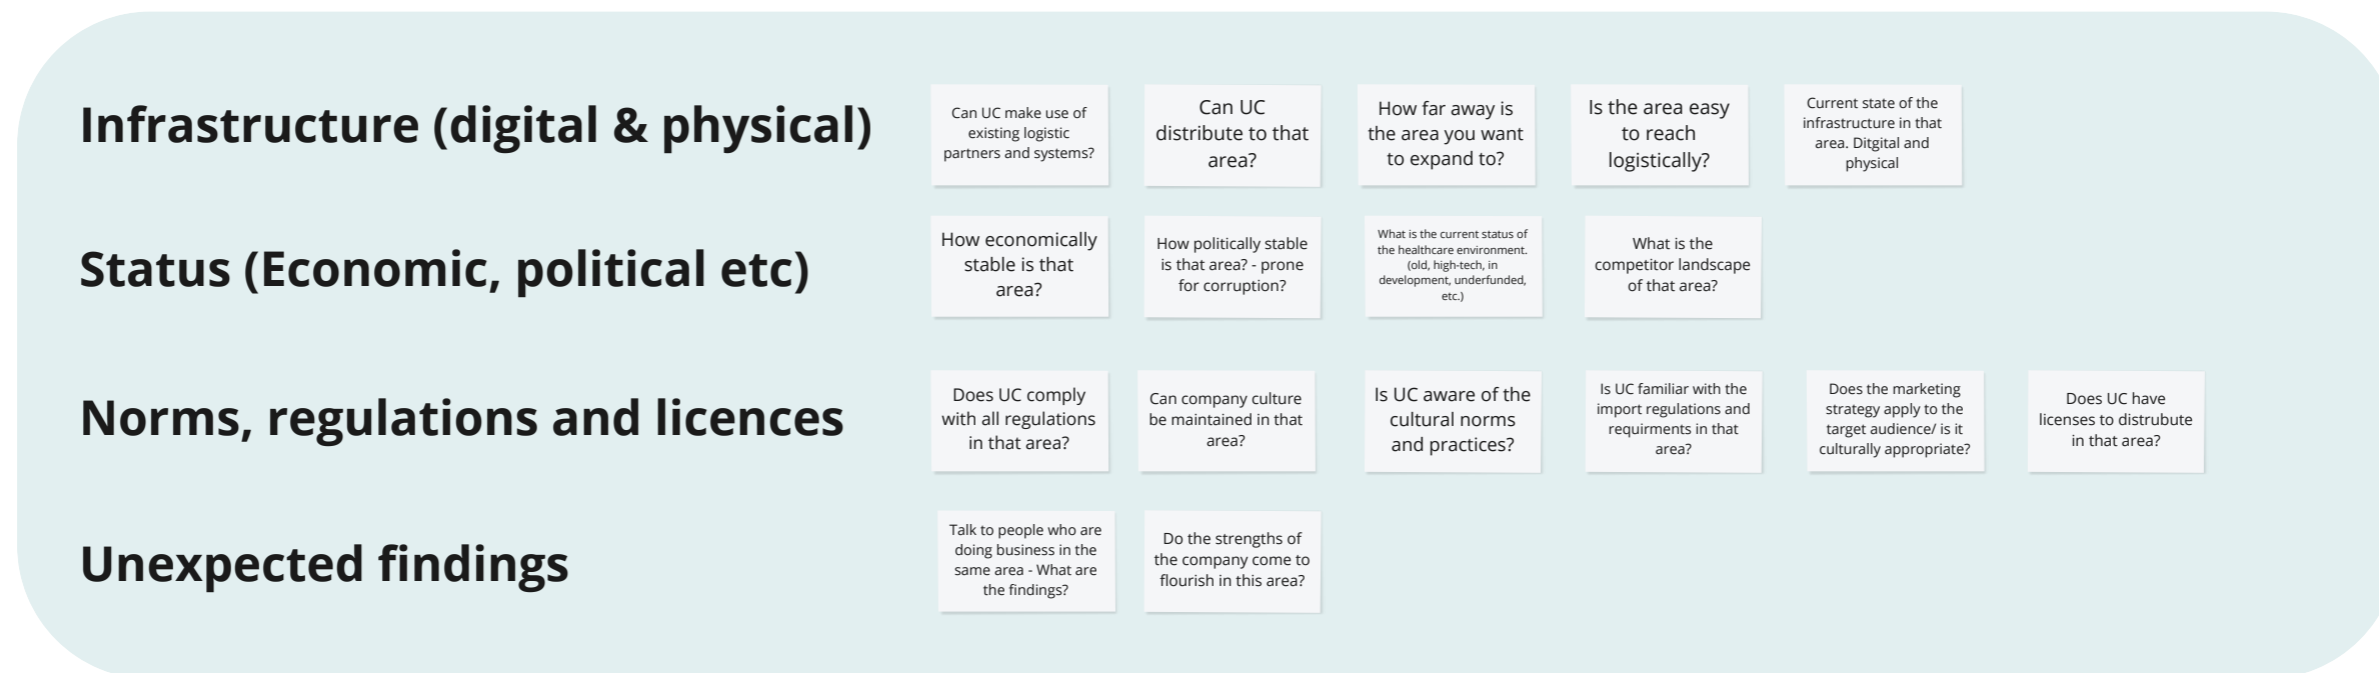 Infrastructure (digital & physical)
Can UC make use of
existing logistic
partners and systems?
Can UC
distribute to that
area?
How far away is
the area you want
to expand to?
Is the area easy
to reach
logistically?
Current state of the
infrastructure in that
area. Ditgital and
physical
Status (Economic, political etc)
How economically
stable is that
area?
How politically stable
is that area? - prone
for corruption?
What is the current status of
the healthcare environment.
(old, high-tech, in
development, underfunded,
etc.)
What is the
competitor landscape
of that area?
Norms, regulations and licences
Does UC comply
with all regulations
in that area?
Can company culture
be maintained in that
area?
Is UC aware of the
cultural norms
and practices?
Is UC familiar with the
import regulations and
requirments in that
area?
Does the marketing
strategy apply to the
target audience/ is it
culturally appropriate?
Does UC have
licenses to distrubute
in that area?
Unexpected findings
Talk to people who are
doing business in the
same area - What are
the findings?
Do the strengths of
the company come to
flourish in this area?